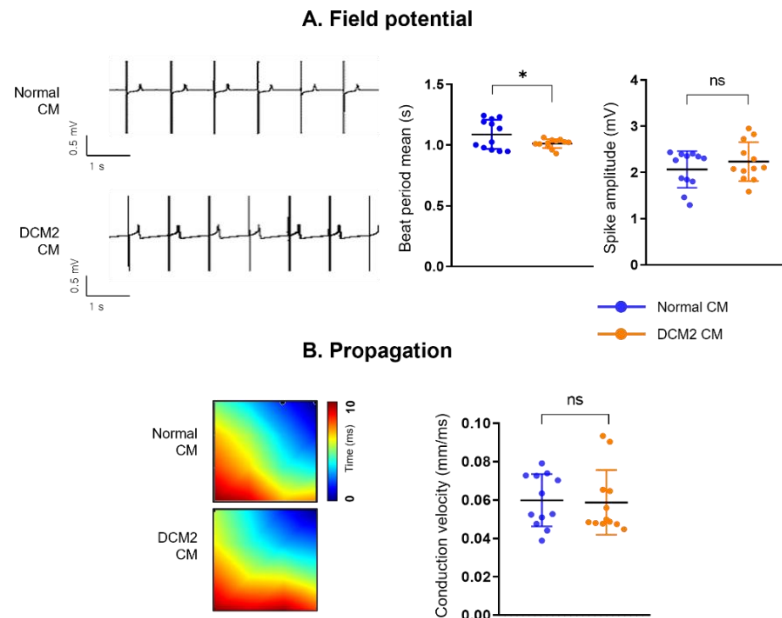 A. Field potential
Normal
CM
0.5 mV
1 s
DCM2
CM
0.5 mV
1 s
Beat period mean (s)
1.5
1.0
0.5
0.0
*
Spike amplitude (mV)
4
3
2
1
0
ns
Normal CM
DCM2 CM
B. Propagation
Normal
CM
DCM2
CM
10
Time (ms)
0
Conduction velocity (mm/ms)
0.10
0.08
0.06
0.04
0.02
0.00
ns